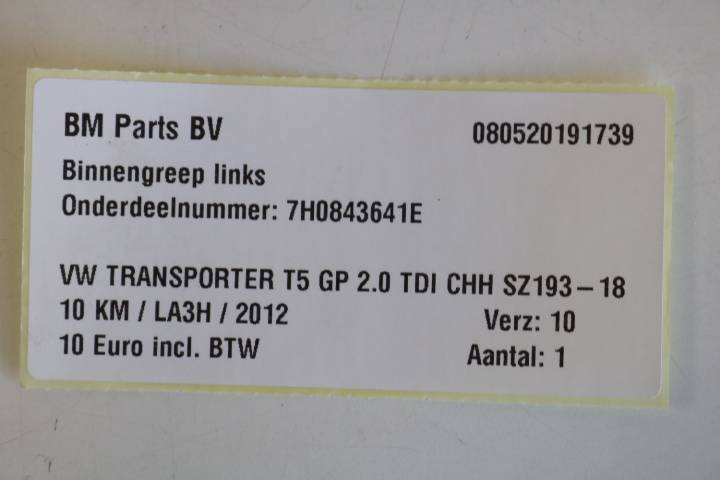 BM Parts BV 080520191739
Binnengreep links
Onderdeelnummer: 7H0843641E
VW TRANSPORTER T5 GP 2.0 TDI CHH SZ193-18
10 KM / LA3H / 2012 Verz: 10
10 Euro incl. BTW Aantal: 1